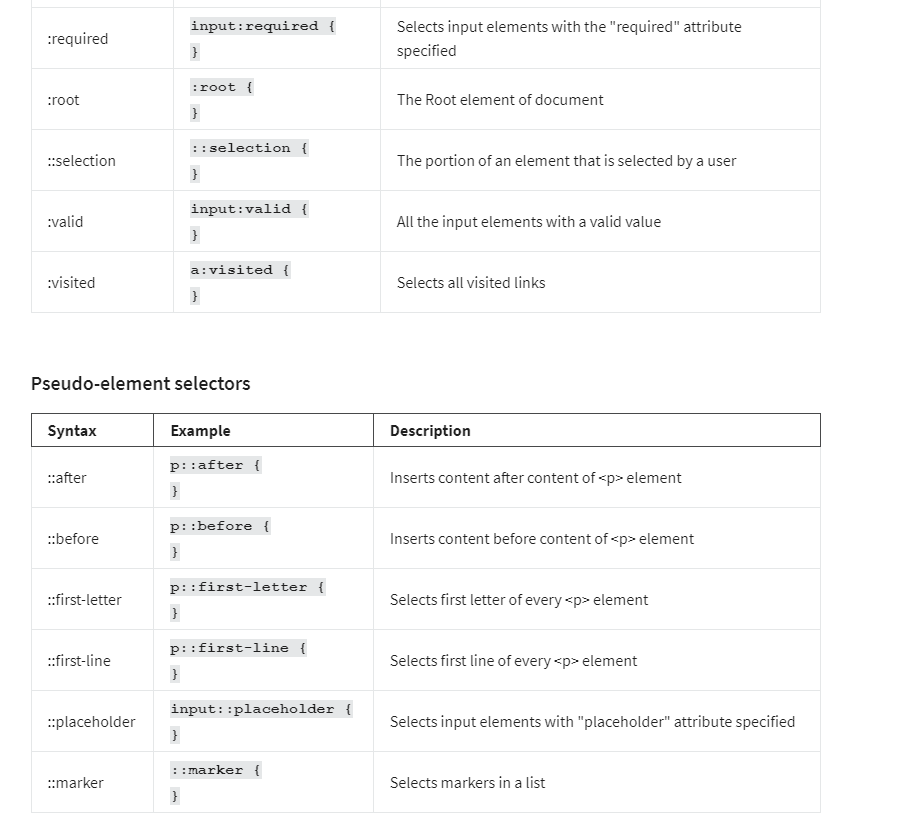 :required
input:required {
}
Selects input elements with the "required" attribute
specified
:root
:root {
}
The Root element of document
::selection
::selection {
}
The portion of an element that is selected by a user
:valid
input:valid {
}
All the input elements with a valid value
:visited
a:visited {
}
Selects all visited links
Pseudo-element selectors
Syntax Example Description
::after
p::after {
}
Inserts content after content of <p> element
::before
p::before {
}
Inserts content before content of <p> element
::first-letter
p::first-letter {
}
Selects first letter of every <p> element
::first-line
p::first-line {
}
Selects first line of every <p> element
::placeholder
input::placeholder {
}
Selects input elements with "placeholder" attribute specified
::marker
::marker {
}
Selects markers in a list